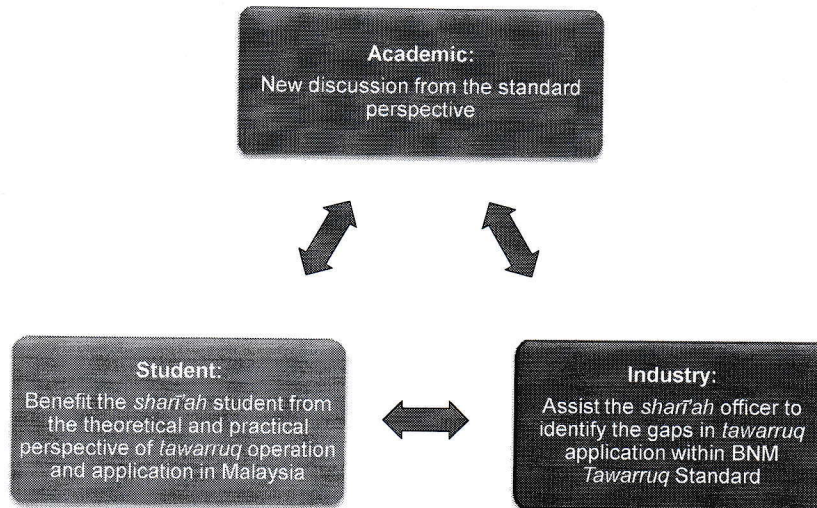 Academic:
New discussion from the standard
perspective
Student:
Benefit the sharī'ah student from
the theoretical and practical
perspective of tawarruq operation
and application in Malaysia
Industry:
Assist the sharī'ah officer to
identify the gaps in tawarruq
application within BNM
Tawarruq Standard